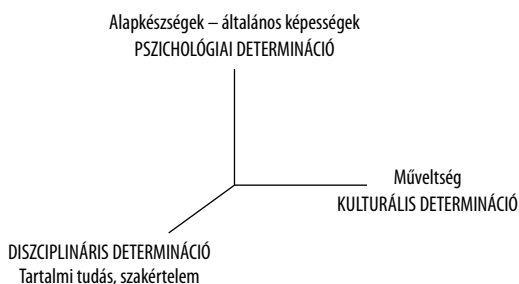 Alapkészségek – általános képességek
PSZICHOLÓGIAI DETERMINÁCIÓ
Műveltség
KULTURÁLIS DETERMINÁCIÓ
DISZCIPLINÁRIS DETERMINÁCIÓ
Tartalmi tudás, szakértelem